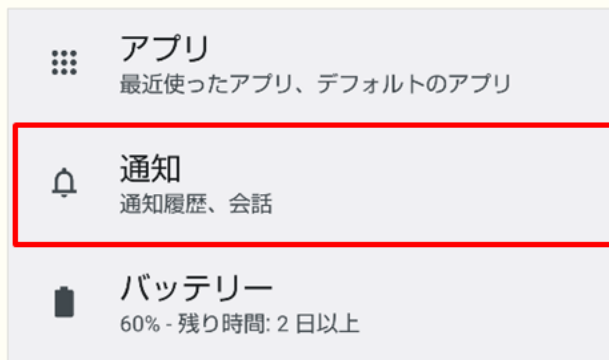 アプリ
最近使ったアプリ、デフォルトのアプリ
通知
通知履歴、会話
バッテリー
60% - 残り時間: 2 日以上